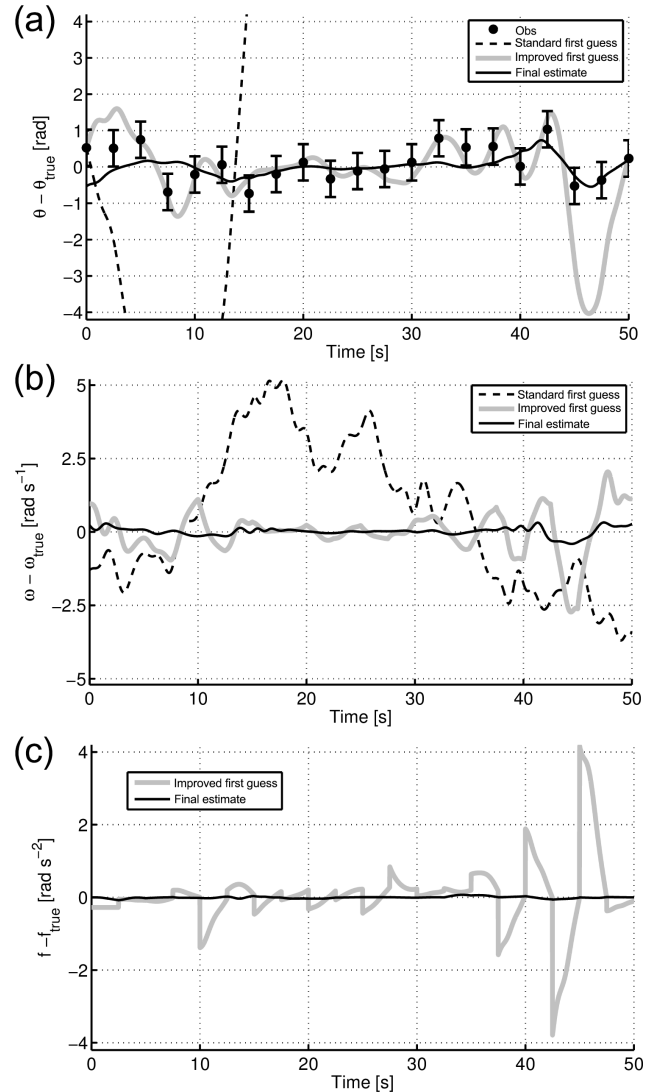 (a)
Obs
Standard first guess
Improved first guess
Final estimate
4
3
2
1
0
-1
-2
-3
-4
θ − θtrue [rad]
0 10 20 30 40 50
Time [s]
(b)
Standard first guess
Improved first guess
Final estimate
5
2.5
0
-2.5
-5
ω − ωtrue [rad s−1]
0 10 20 30 40 50
Time [s]
(c)
Improved first guess
Final estimate
4
2
0
-2
-4
f −ftrue [rad s−2]
0 10 20 30 40 50
Time [s]